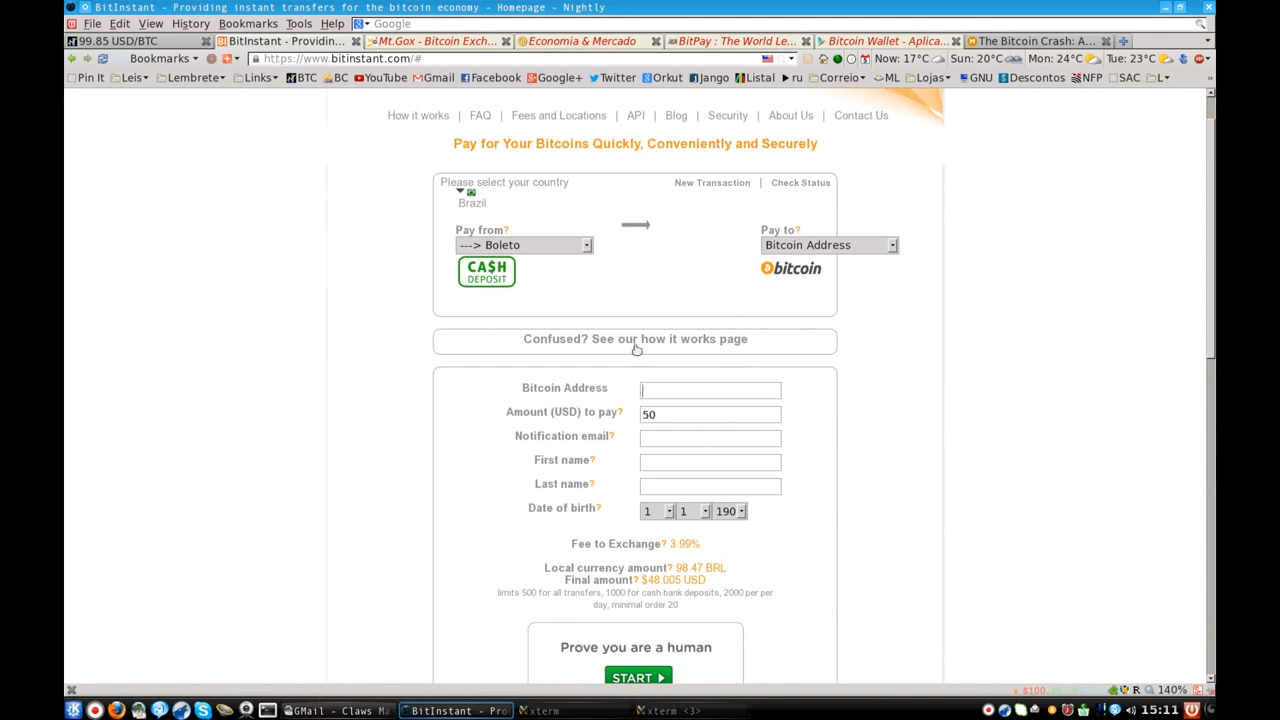 BitInstant - Providing instant transfers for the bitcoin economy - Homepage - Nightly
File Edit View History Bookmarks Tools Help Google
99.85 USD/BTC BitInstant - Providin... Mt.Gox - Bitcoin Exch... Economia & Mercado BitPay : The World Le... Bitcoin Wallet - Aplica... The Bitcoin Crash: A...
Bookmarks https://www.bitinstant.com/# Now: 17°C Sun: 20°C Mon: 24°C Tue: 23°C
Pin It Leis Lembrete Links BTC BC YouTube Gmail Facebook Google+ Twitter Orkut Jango Listal ru Correio ML Lojas GNU Descontos NFP SAC L
How it works | FAQ | Fees and Locations | API | Blog | Security | About Us | Contact Us
Pay for Your Bitcoins Quickly, Conveniently and Securely
Please select your country New Transaction | Check Status
Brazil
Pay from? Pay to?
---> Boleto Bitcoin Address
CA$H
DEPOSIT
bitcoin
Confused? See our how it works page
Bitcoin Address
Amount (USD) to pay? 50
Notification email?
First name?
Last name?
Date of birth? 1 1 190
Fee to Exchange? 3.99%
Local currency amount? 98.47 BRL
Final amount? $48.005 USD
limits 500 for all transfers, 1000 for cash bank deposits, 2000 per per
day, minimal order 20
Prove you are a human
START
$100. R 140%
GMail - Claws Ma BitInstant - Pro xterm xterm <3> 15:11